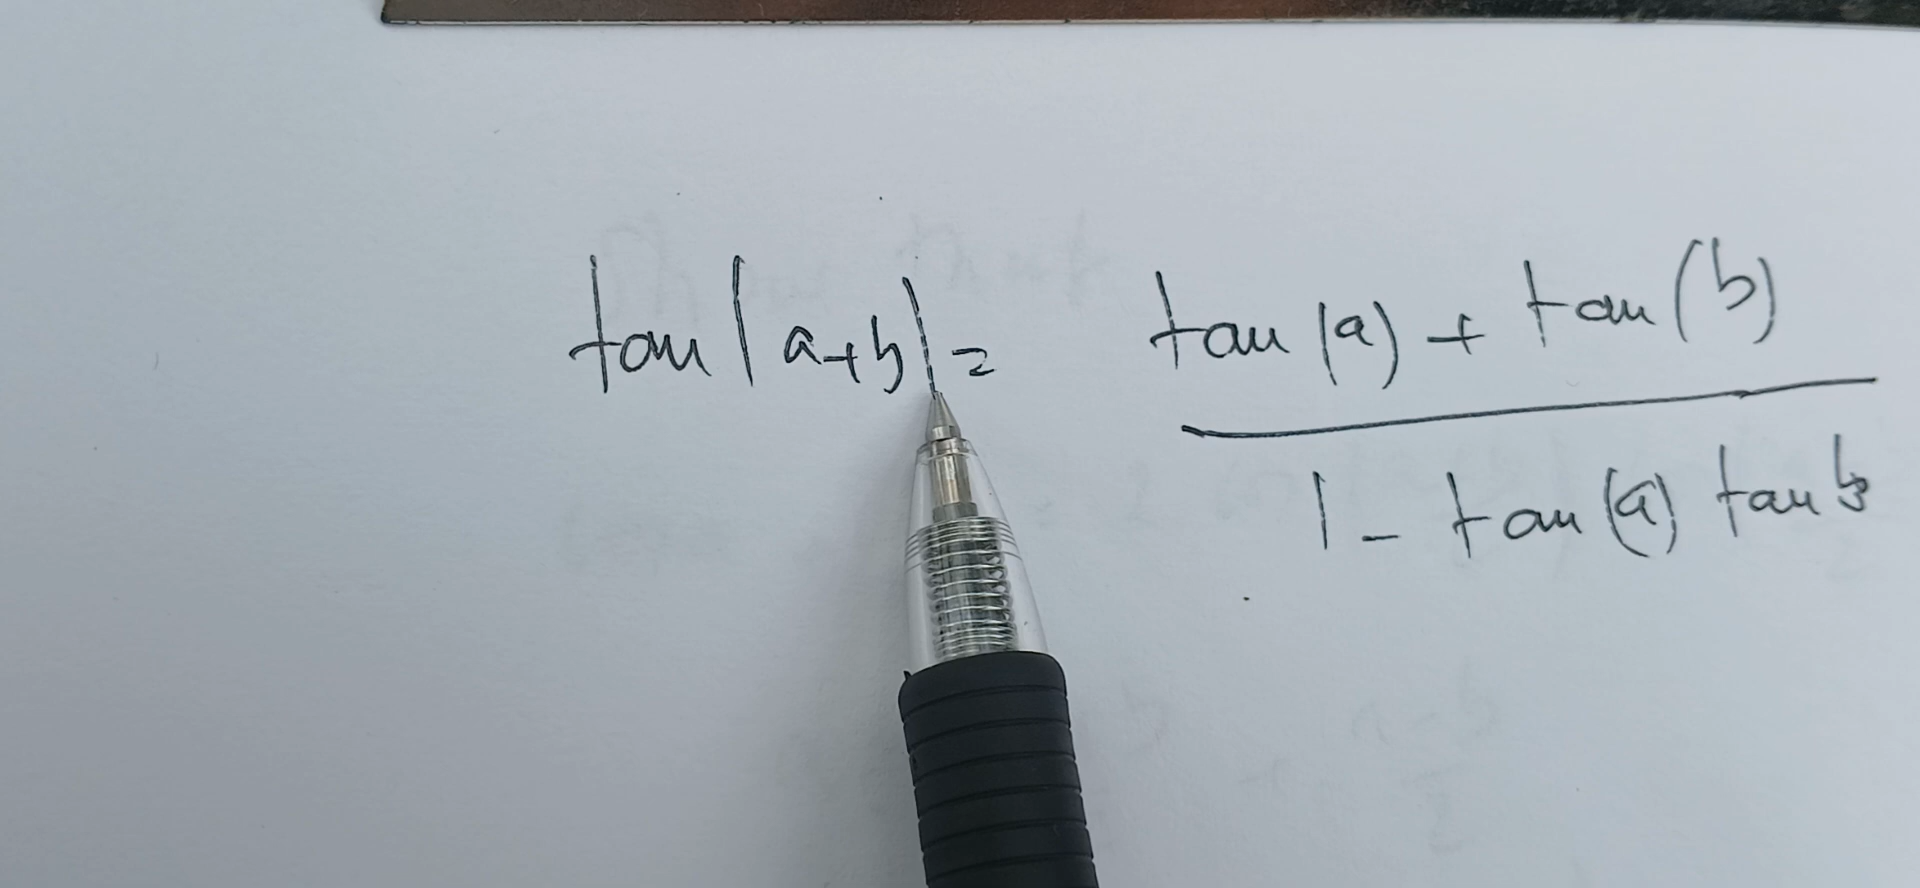 tan(a+b) = tan(a) + tan(b)
1 - tan(a) tan b